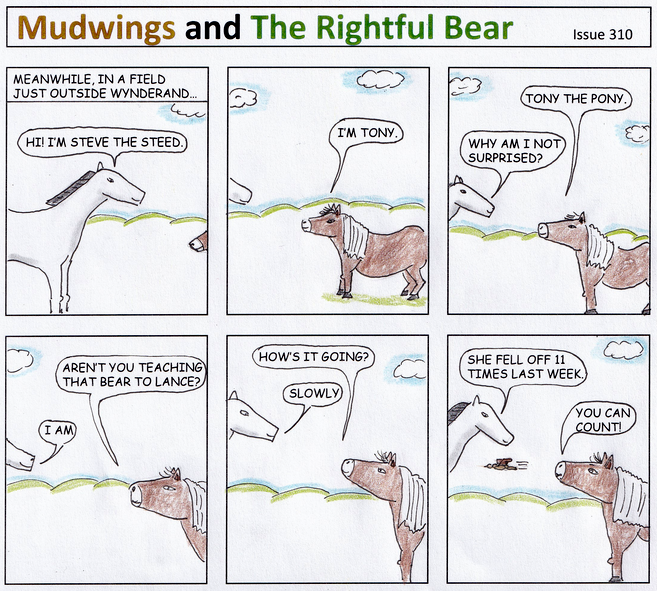 Mudwings and The Rightful Bear
Issue 310
MEANWHILE, IN A FIELD
JUST OUTSIDE WYNDERAND...
HI! I'M STEVE THE STEED.
I'M TONY.
TONY THE PONY.
WHY AM I NOT
SURPRISED?
AREN'T YOU TEACHING
THAT BEAR TO LANCE?
I AM
HOW'S IT GOING?
SLOWLY
SHE FELL OFF 11
TIMES LAST WEEK.
YOU CAN
COUNT!